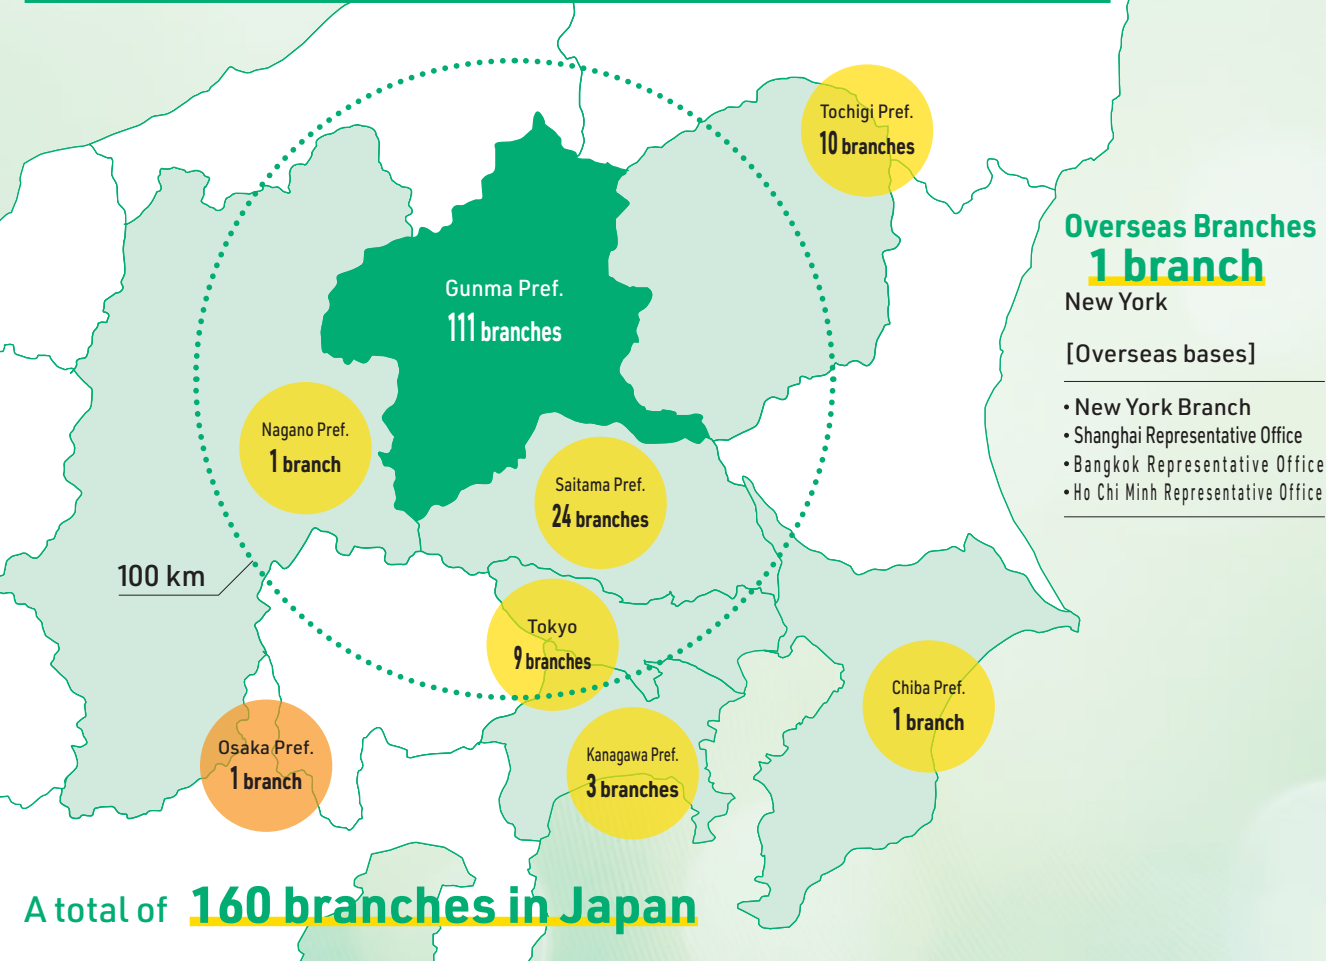 Tochigi Pref.
10 branches
Gunma Pref.
111 branches
Nagano Pref.
1 branch
Saitama Pref.
24 branches
100 km
Tokyo
9 branches
Chiba Pref.
1 branch
Osaka Pref.
1 branch
Kanagawa Pref.
3 branches
A total of 160 branches in Japan
Overseas Branches
1 branch
New York
[Overseas bases]
• New York Branch
• Shanghai Representative Office
• Bangkok Representative Office
• Ho Chi Minh Representative Office